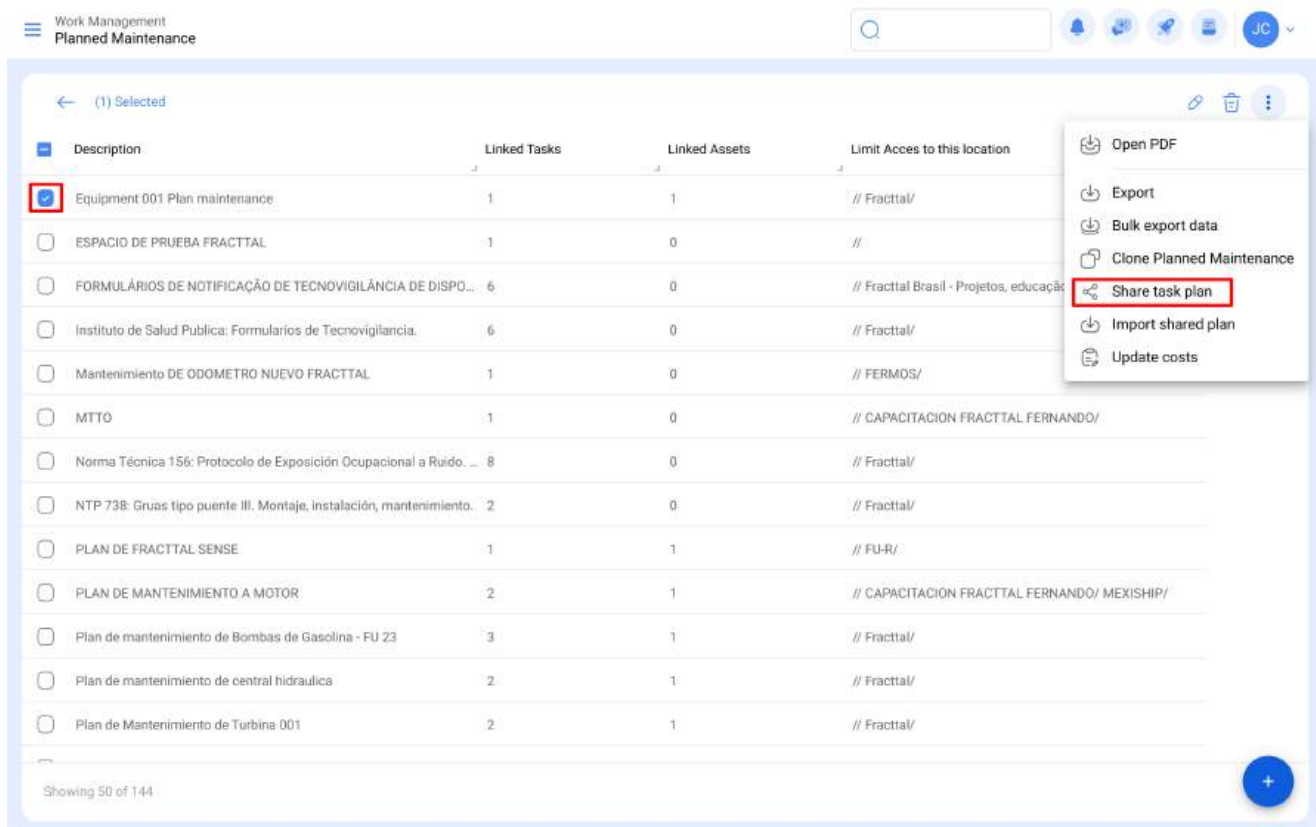 Work Management
Planned Maintenance
JC
(1) Selected
Description Linked Tasks Linked Assets Limit Acces to this location
Open PDF
Export
Bulk export data
Clone Planned Maintenance
Share task plan
Import shared plan
Update costs
Equipment 001 Plan maintenance 1 1 // Fracttal/
ESPACIO DE PRUEBA FRACTTAL 1 0 //
FORMULÁRIOS DE NOTIFICAÇÃO DE TECNOVIGILÂNCIA DE DISPO... 6 0 // Fracttal Brasil - Projetos, educação
Instituto de Salud Publica: Formularios de Tecnovigilancia. 6 0 // Fracttal/
Mantenimiento DE ODOMETRO NUEVO FRACTTAL 1 0 // FERMOS/
MTTO 1 0 // CAPACITACION FRACTTAL FERNANDO/
Norma Técnica 156: Protocolo de Exposición Ocupacional a Ruido. ... 8 0 // Fracttal/
NTP 738: Gruas tipo puente III. Montaje, instalación, mantenimiento. 2 0 // Fracttal/
PLAN DE FRACTTAL SENSE 1 1 // FU-R/
PLAN DE MANTENIMIENTO A MOTOR 2 1 // CAPACITACION FRACTTAL FERNANDO/ MEXISHIP/
Plan de mantenimiento de Bombas de Gasolina - FU 23 3 1 // Fracttal/
Plan de mantenimiento de central hidraulica 2 1 // Fracttal/
Plan de Mantenimiento de Turbina 001 2 1 // Fracttal/
Showing 50 of 144
+